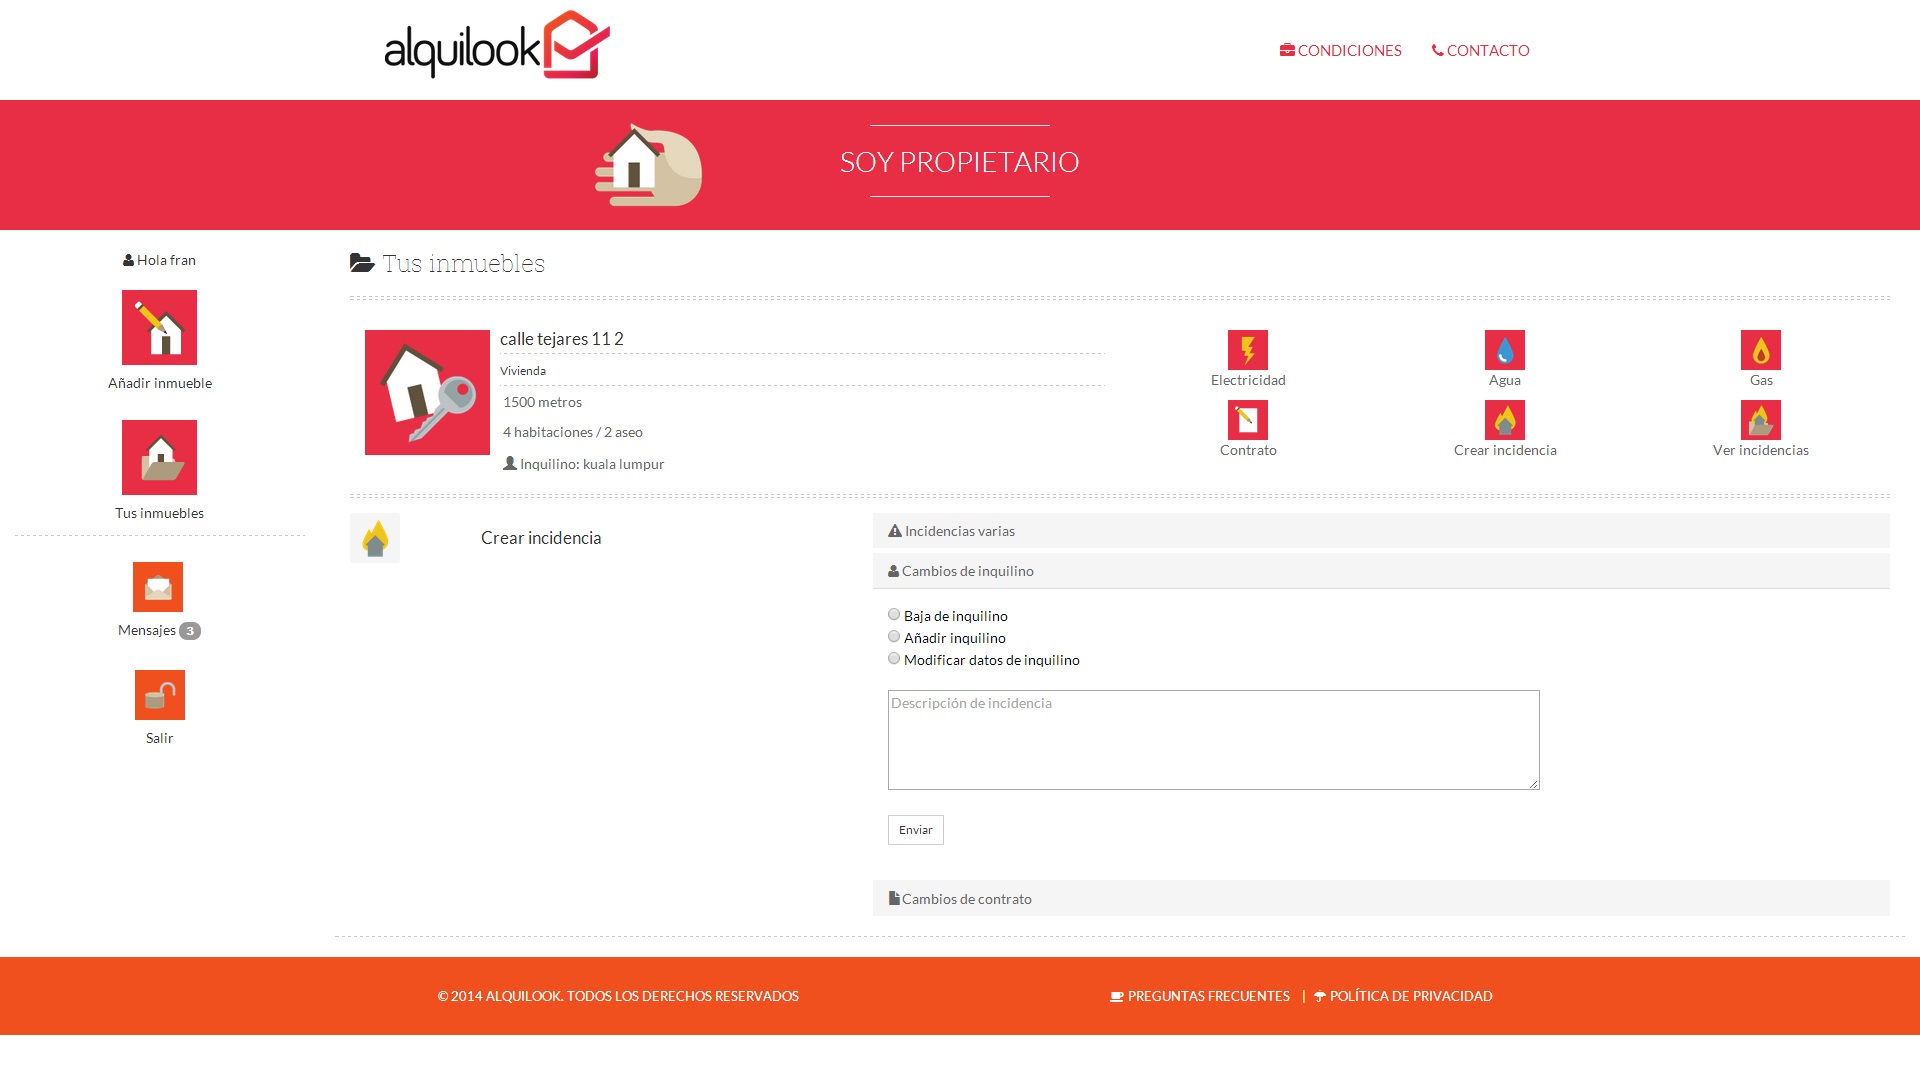 alquilook
CONDICIONES
CONTACTO
SOY PROPIETARIO
Hola fran
Añadir inmueble
Tus inmuebles
Mensajes 3
Salir
Tus inmuebles
calle tejares 11 2
Vivienda
1500 metros
4 habitaciones / 2 aseo
Inquilino: kuala lumpur
Electricidad
Agua
Gas
Contrato
Crear incidencia
Ver incidencias
Crear incidencia
Incidencias varias
Cambios de inquilino
Baja de inquilino
Añadir inquilino
Modificar datos de inquilino
Descripción de incidencia
Enviar
Cambios de contrato
© 2014 ALQUILOOK. TODOS LOS DERECHOS RESERVADOS
PREGUNTAS FRECUENTES | POLÍTICA DE PRIVACIDAD